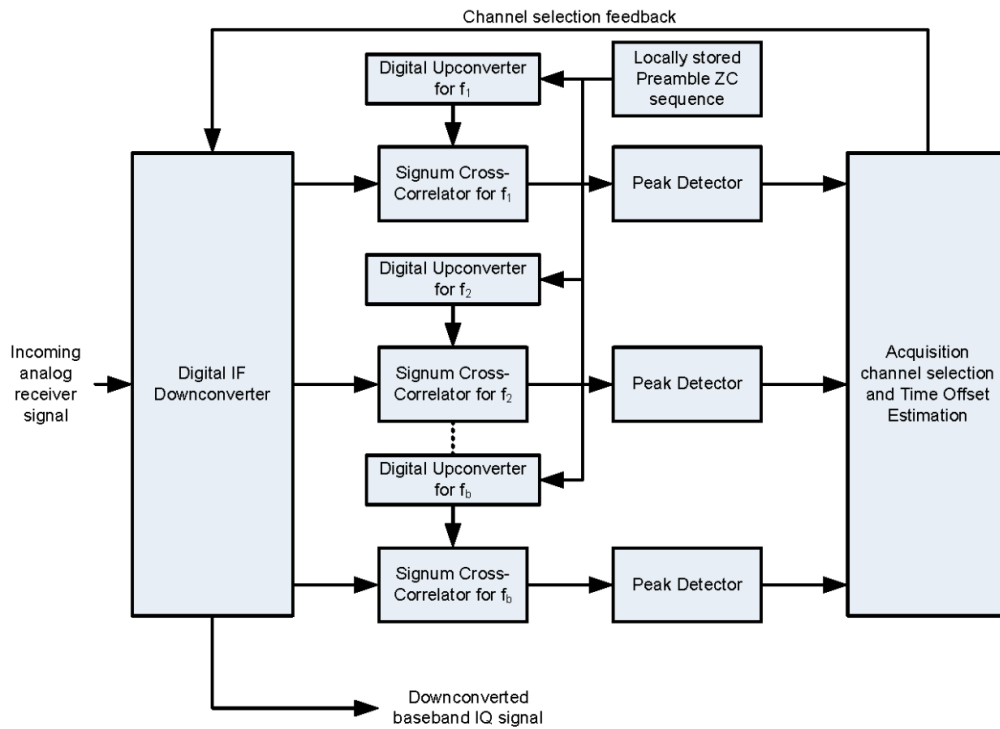 Channel selection feedback
Digital Upconverter
for f₁
Locally stored
Preamble ZC
sequence
Signum Cross-
Correlator for f₁
Peak Detector
Digital Upconverter
for f₂
Incoming
analog
receiver
signal
Digital IF
Downconverter
Signum Cross-
Correlator for f₂
Peak Detector
Acquisition
channel selection
and Time Offset
Estimation
Digital Upconverter
for f_b
Signum Cross-
Correlator for f_b
Peak Detector
Downconverted
baseband IQ signal